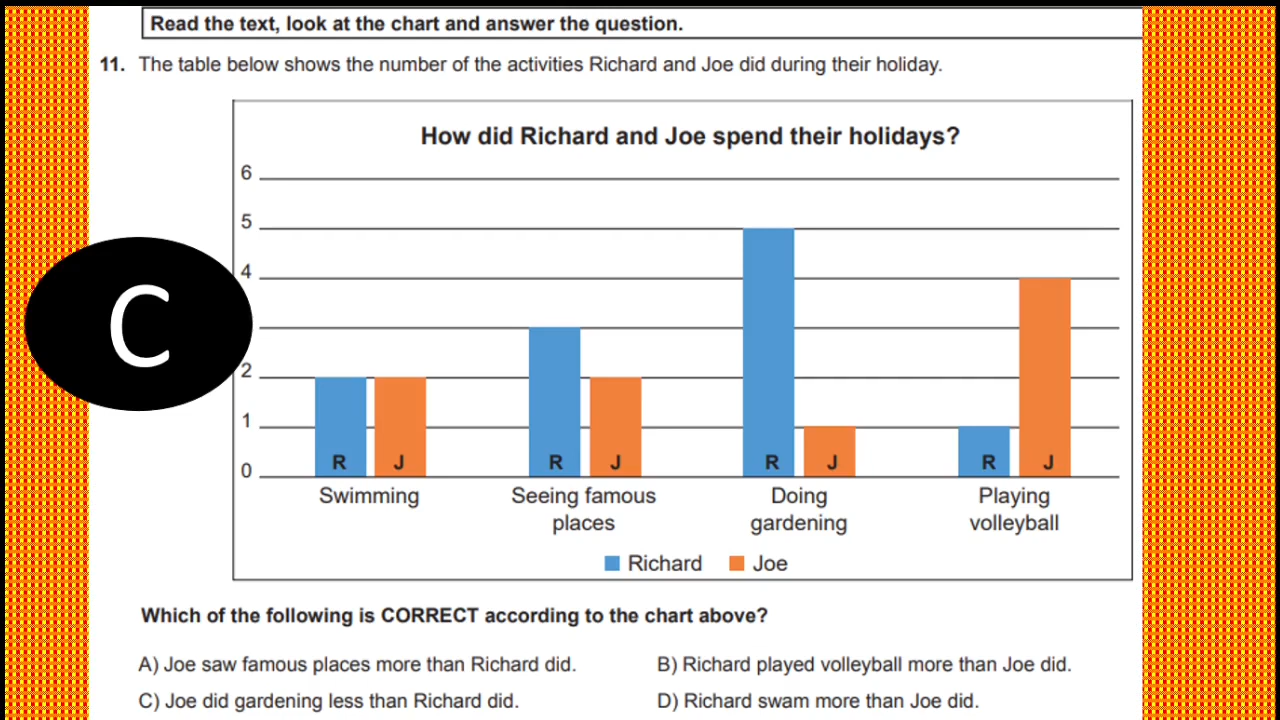 Read the text, look at the chart and answer the question.
11. The table below shows the number of the activities Richard and Joe did during their holiday.
How did Richard and Joe spend their holidays?
6
5
4
2
1
0
C
R J R J R J R J
Swimming Seeing famous places Doing gardening Playing volleyball
Richard Joe
Which of the following is CORRECT according to the chart above?
A) Joe saw famous places more than Richard did. B) Richard played volleyball more than Joe did.
C) Joe did gardening less than Richard did. D) Richard swam more than Joe did.